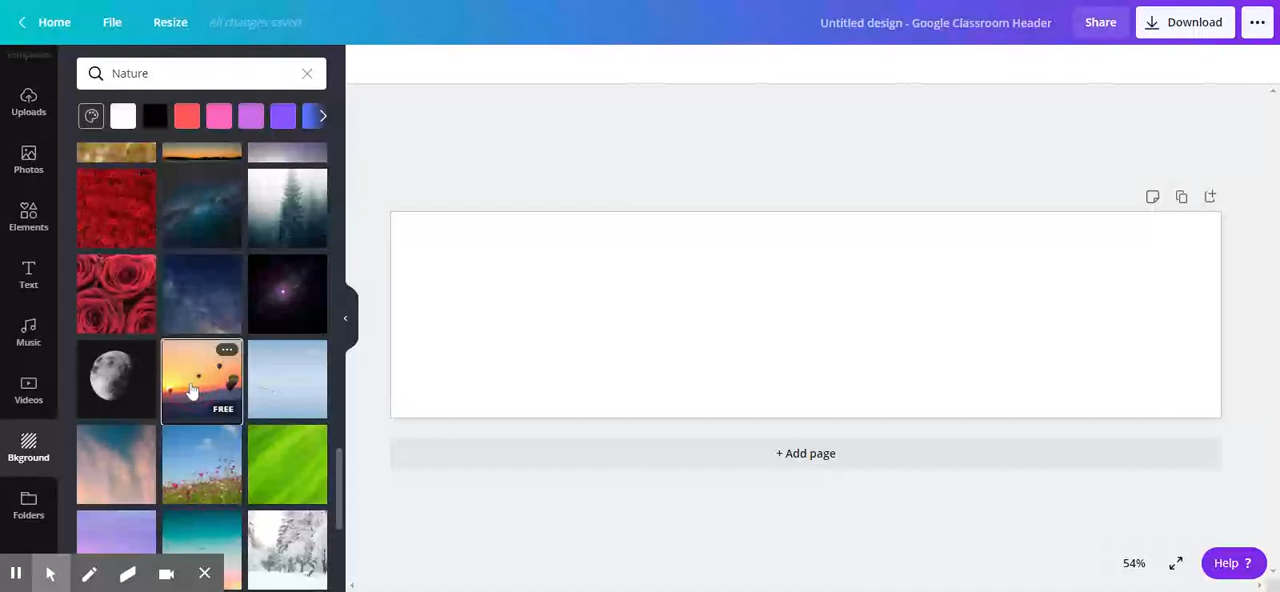 Home
File
Resize
All changes saved
Untitled design - Google Classroom Header
Share
Download
Templates
Nature
Uploads
Photos
Elements
Text
Music
Videos
Bkground
Folders
FREE
+ Add page
54%
Help ?